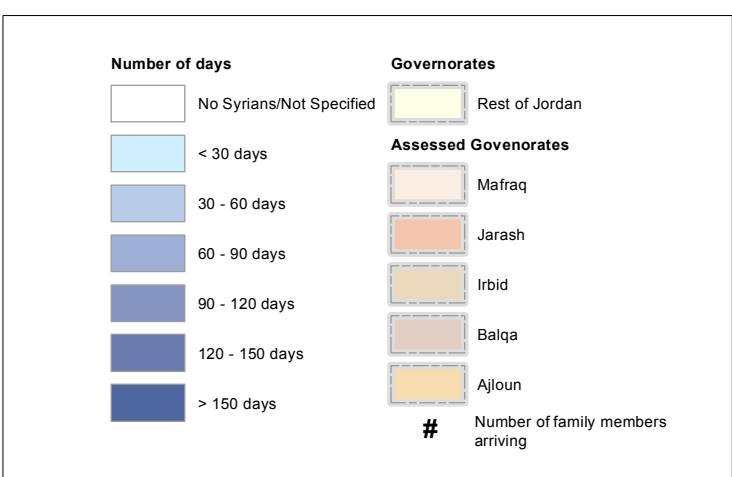 Number of days
No Syrians/Not Specified
< 30 days
30 - 60 days
60 - 90 days
90 - 120 days
120 - 150 days
> 150 days
Governorates
Rest of Jordan
Assessed Govenorates
Mafraq
Jarash
Irbid
Balqa
Ajloun
# Number of family members
arriving